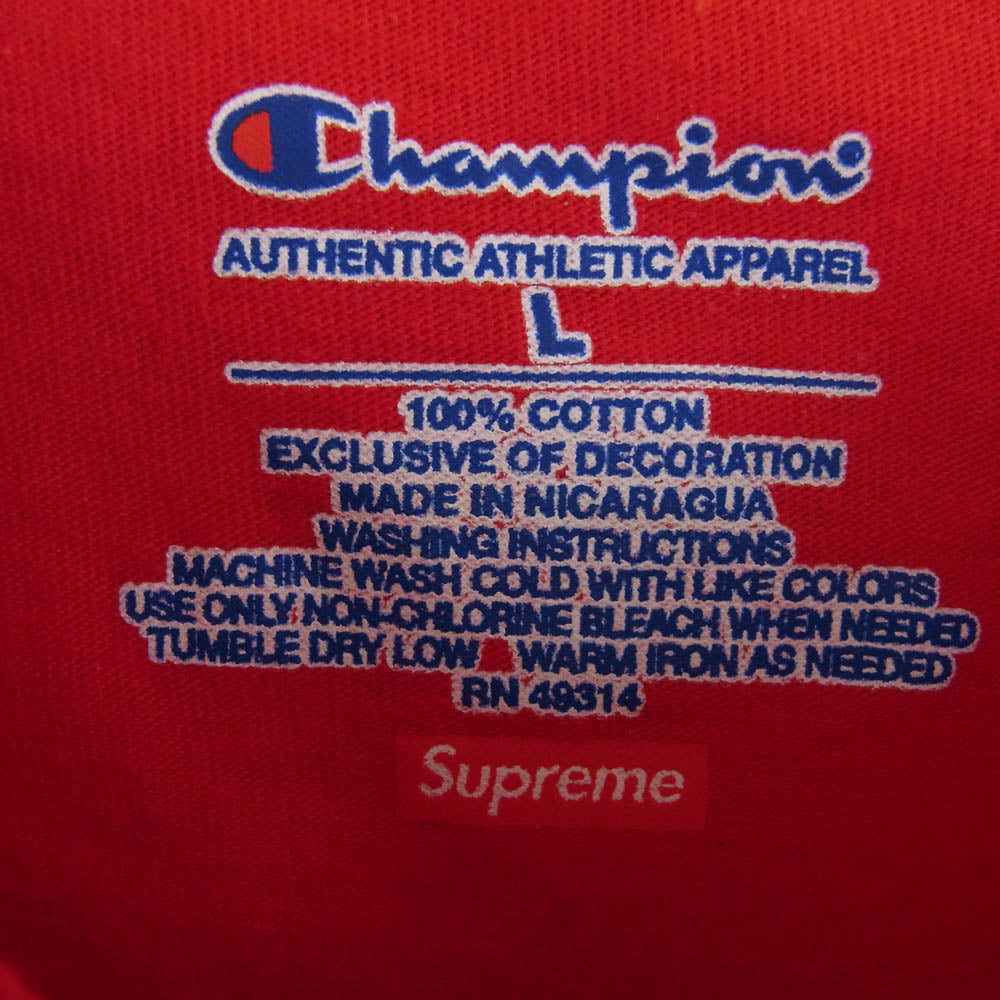 Champion
AUTHENTIC ATHLETIC APPAREL
L
100% COTTON
EXCLUSIVE OF DECORATION
MADE IN NICARAGUA
WASHING INSTRUCTIONS
MACHINE WASH COLD WITH LIKE COLORS
USE ONLY NON-CHLORINE BLEACH WHEN NEEDED
TUMBLE DRY LOW WARM IRON AS NEEDED
RN 49314
Supreme